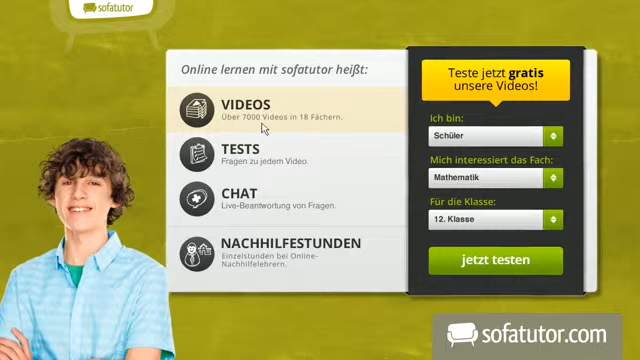 sofatutor
Online lernen mit sofatutor heißt:
VIDEOS
Über 7000 Videos in 18 Fächern.
TESTS
Fragen zu jedem Video.
CHAT
Live-Beantwortung von Fragen.
NACHHILFESTUNDEN
Einzelstunden bei Online-
Nachhilfelehrern.
Teste jetzt gratis
unsere Videos!
Ich bin:
Schüler
Mich interessiert das Fach:
Mathematik
Für die Klasse:
12. Klasse
jetzt testen
sofatutor.com